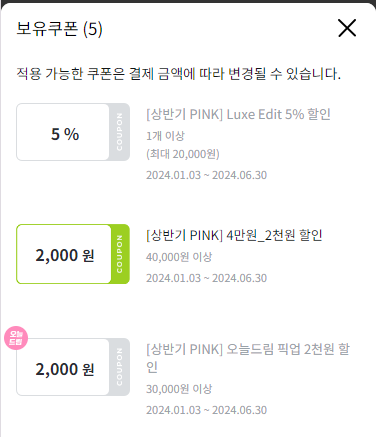 보유쿠폰 (5)
적용 가능한 쿠폰은 결제 금액에 따라 변경될 수 있습니다.
5 %
COUPON
[상반기 PINK] Luxe Edit 5% 할인
1개 이상
(최대 20,000원)
2024.01.03 ~ 2024.06.30
2,000 원
COUPON
[상반기 PINK] 4만원_2천원 할인
40,000원 이상
2024.01.03 ~ 2024.06.30
오늘
드림
2,000 원
COUPON
[상반기 PINK] 오늘드림 픽업 2천원 할
인
30,000원 이상
2024.01.03 ~ 2024.06.30